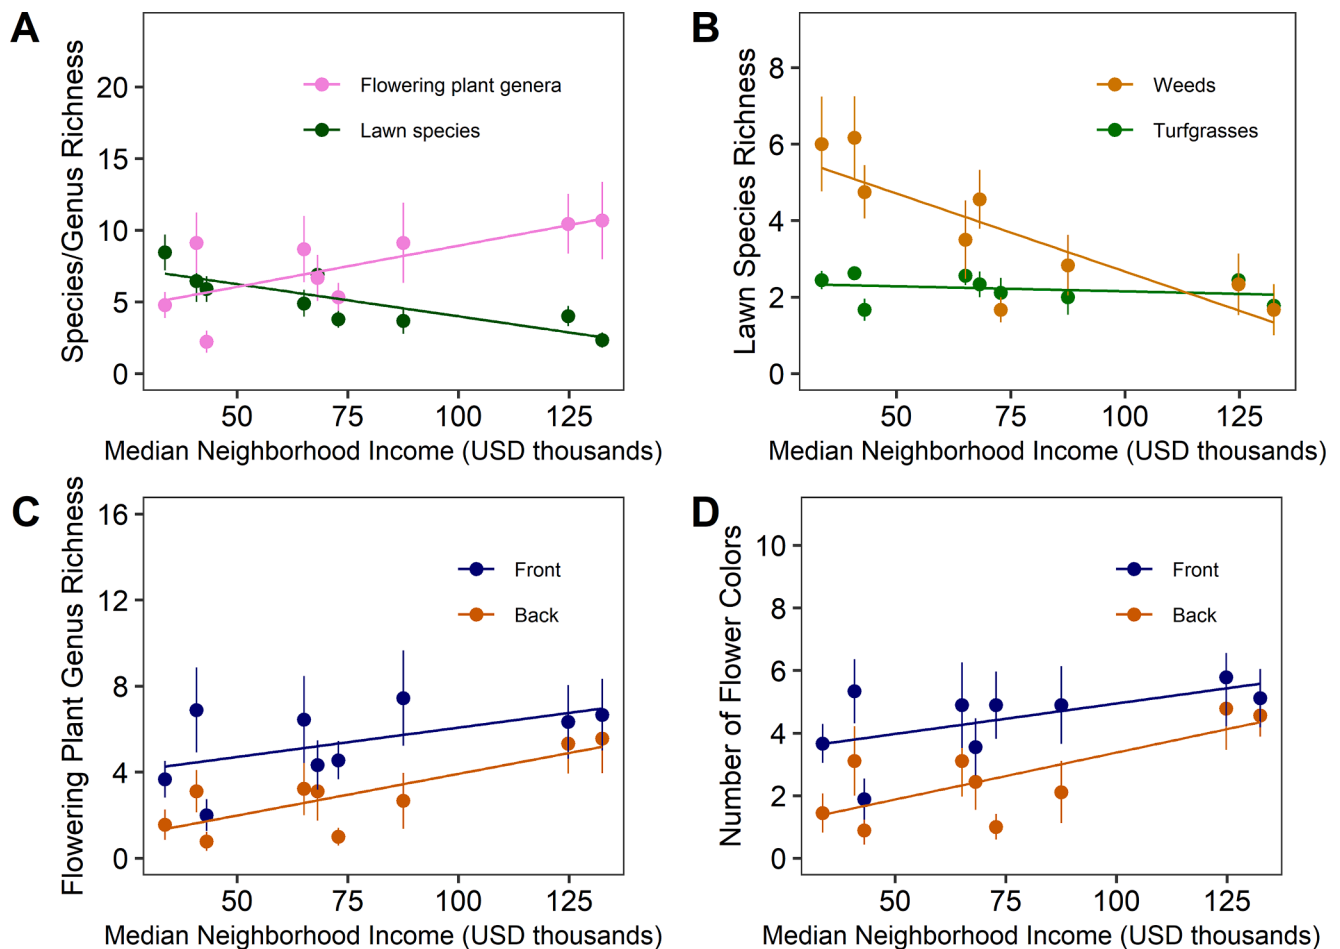 A
Species/Genus Richness
20
15
10
5
0
Flowering plant genera
Lawn species
50
75
100
125
Median Neighborhood Income (USD thousands)
B
Lawn Species Richness
8
6
4
2
0
Weeds
Turfgrasses
50
75
100
125
Median Neighborhood Income (USD thousands)
C
Flowering Plant Genus Richness
16
12
8
4
0
Front
Back
50
75
100
125
Median Neighborhood Income (USD thousands)
D
Number of Flower Colors
10
8
6
4
2
0
Front
Back
50
75
100
125
Median Neighborhood Income (USD thousands)